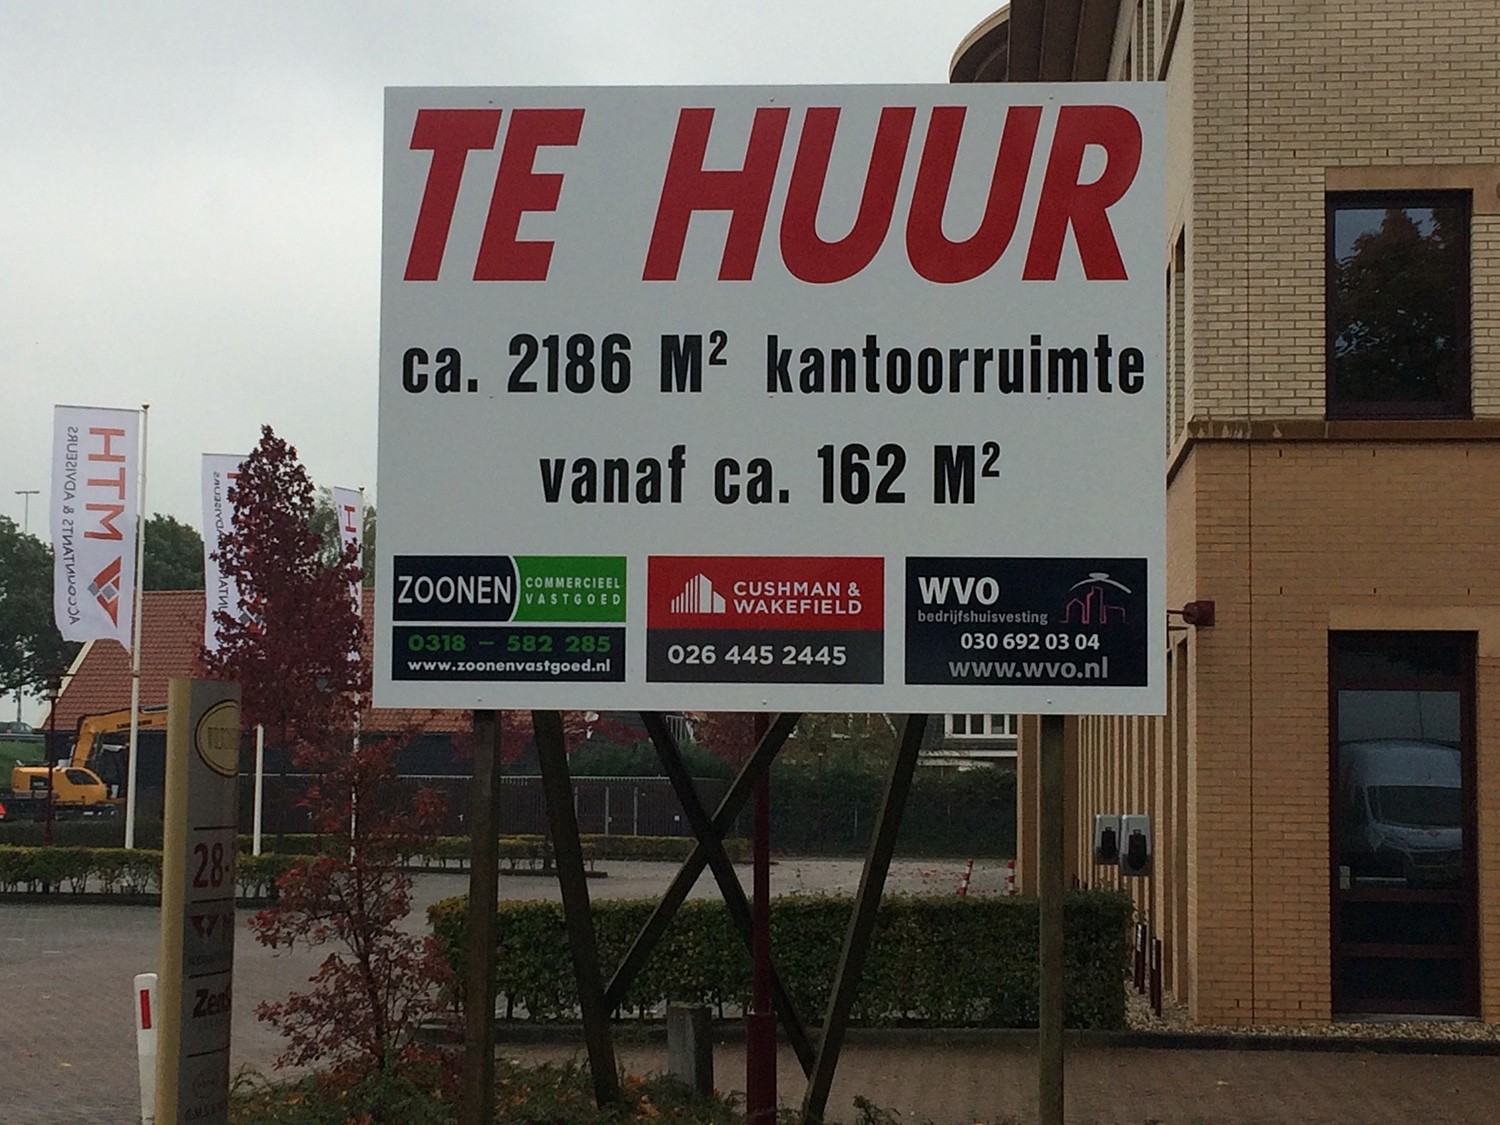 TE HUUR
ca. 2186 M² kantoorruimte
vanaf ca. 162 M²
ZOONEN
COMMERCIEEL
VASTGOED
0318 – 582 285
www.zoonenvastgoed.nl
CUSHMAN &
WAKEFIELD
026 445 2445
WVO
bedrijfshuisvesting
030 692 03 04
www.wvo.nl
HTM
ACCOUNTANTS & ADVISEURS
28-